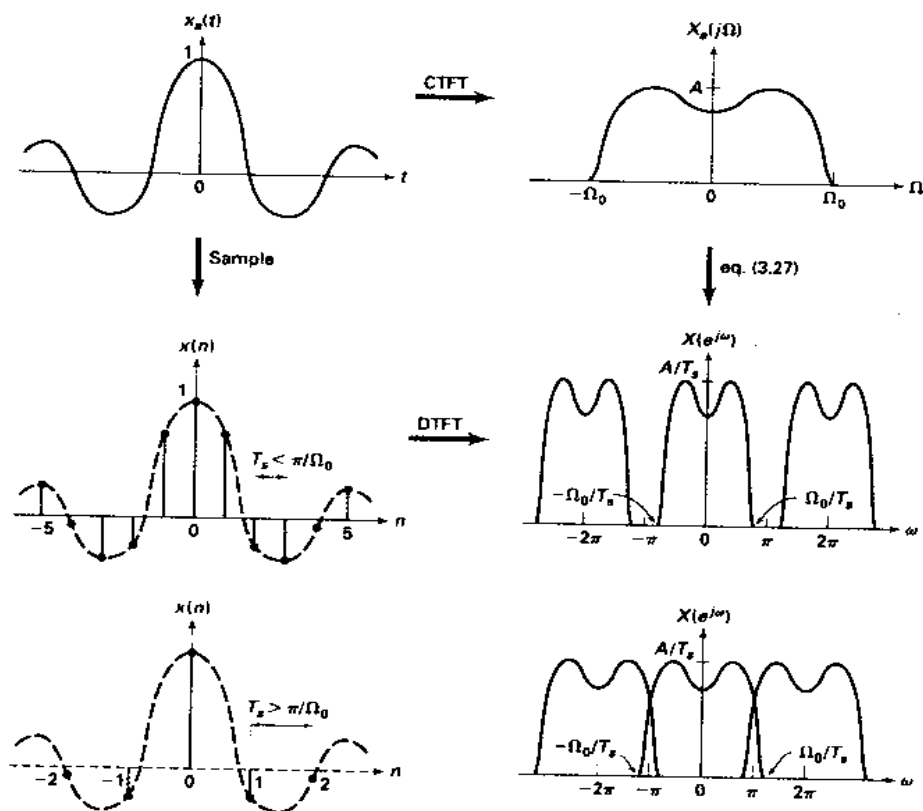 xₐ(t)
1
0
t
CTFT
Xₐ(jΩ)
A
-Ω₀
0
Ω₀
Ω
Sample
eq. (3.27)
x(n)
1
Tₛ < π/Ω₀
-5
0
5
n
DTFT
X(e^{jω})
A/Tₛ
-Ω₀/Tₛ
Ω₀/Tₛ
-2π
-π
0
π
2π
ω
x(n)
Tₛ > π/Ω₀
-2
-1
0
1
2
n
X(e^{jω})
A/Tₛ
-Ω₀/Tₛ
Ω₀/Tₛ
-2π
-π
0
π
2π
ω